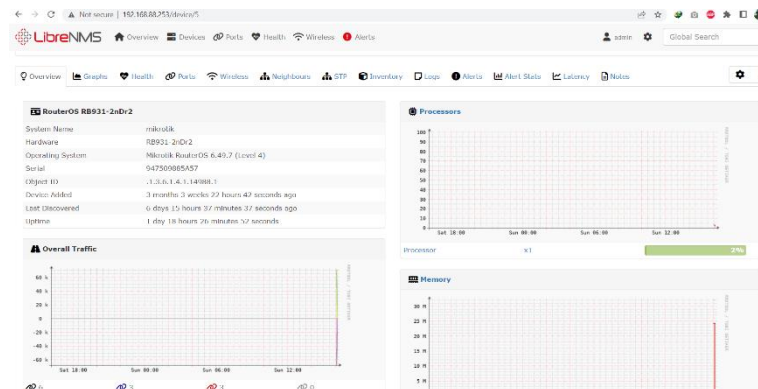 Not secure | 192.168.88.253/device/5
LibreNMS Overview Devices Ports Health Wireless Alerts admin Global Search
Overview Graphs Health Ports Wireless Neighbours STP Inventory Logs Alerts Alert Stats Latency Notes
RouterOS RB931-2nDr2
System Name mikrotik
Hardware RB931-2nDr2
Operating System Mikrotik RouterOS 6.49.7 (Level 4)
Serial 947509885A57
Object ID .1.3.6.1.4.1.14988.1
Device Added 3 months 3 weeks 22 hours 42 seconds ago
Last Discovered 6 days 15 hours 37 minutes 37 seconds ago
Uptime 1 day 18 hours 26 minutes 52 seconds
Overall Traffic
60 k
40 k
20 k
0
-20 k
-40 k
-60 k
Sat 18:00 Sun 00:00 Sun 06:00 Sun 12:00
6 3 3 0
Processors
100
90
80
70
60
50
40
30
20
10
0
Sat 18:00 Sun 00:00 Sun 06:00 Sun 12:00
Processor x1 2%
Memory
30 M
25 M
20 M
15 M
10 M
5 M